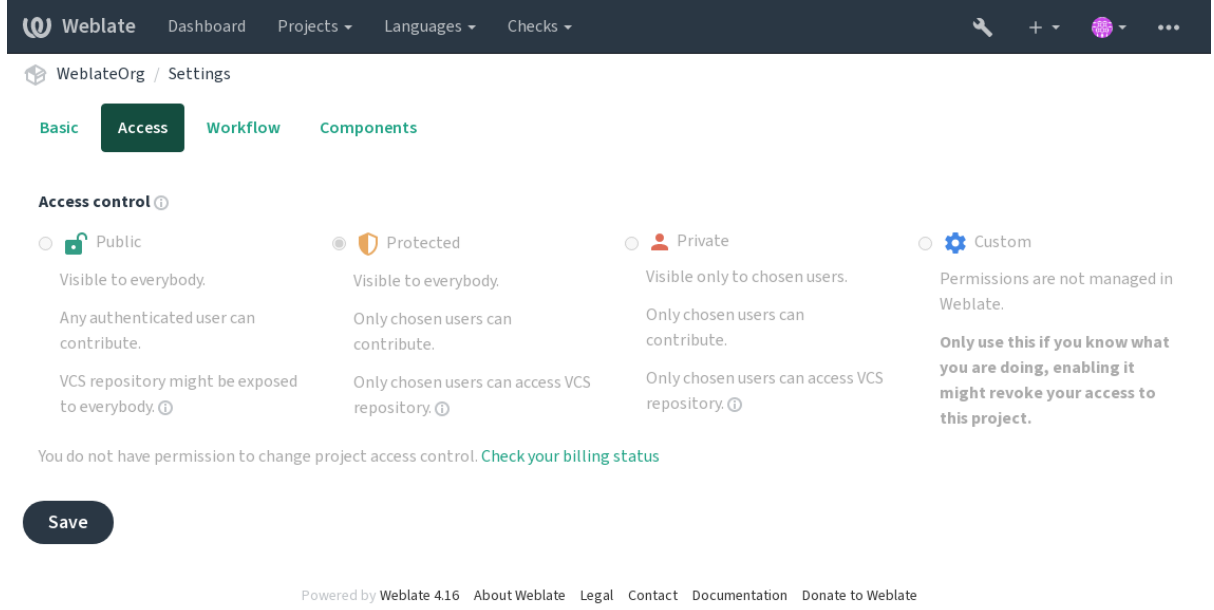 Weblate Dashboard Projects Languages Checks
WeblateOrg / Settings
Basic Access Workflow Components
Access control
Public
Visible to everybody.
Any authenticated user can
contribute.
VCS repository might be exposed
to everybody.
Protected
Visible to everybody.
Only chosen users can
contribute.
Only chosen users can access VCS
repository.
Private
Visible only to chosen users.
Only chosen users can
contribute.
Only chosen users can access VCS
repository.
Custom
Permissions are not managed in
Weblate.
Only use this if you know what
you are doing, enabling it
might revoke your access to
this project.
You do not have permission to change project access control. Check your billing status
Save
Powered by Weblate 4.16 About Weblate Legal Contact Documentation Donate to Weblate